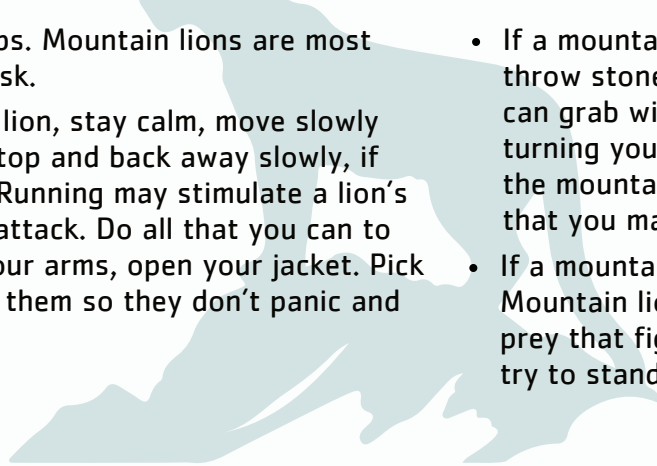 ps. Mountain lions are most
sk.
lion, stay calm, move slowly
top and back away slowly, if
Running may stimulate a lion’s
attack. Do all that you can to
our arms, open your jacket. Pick
them so they don’t panic and
• If a mounta
throw stone
can grab wi
turning you
the mounta
that you ma
• If a mounta
Mountain lio
prey that fig
try to stand